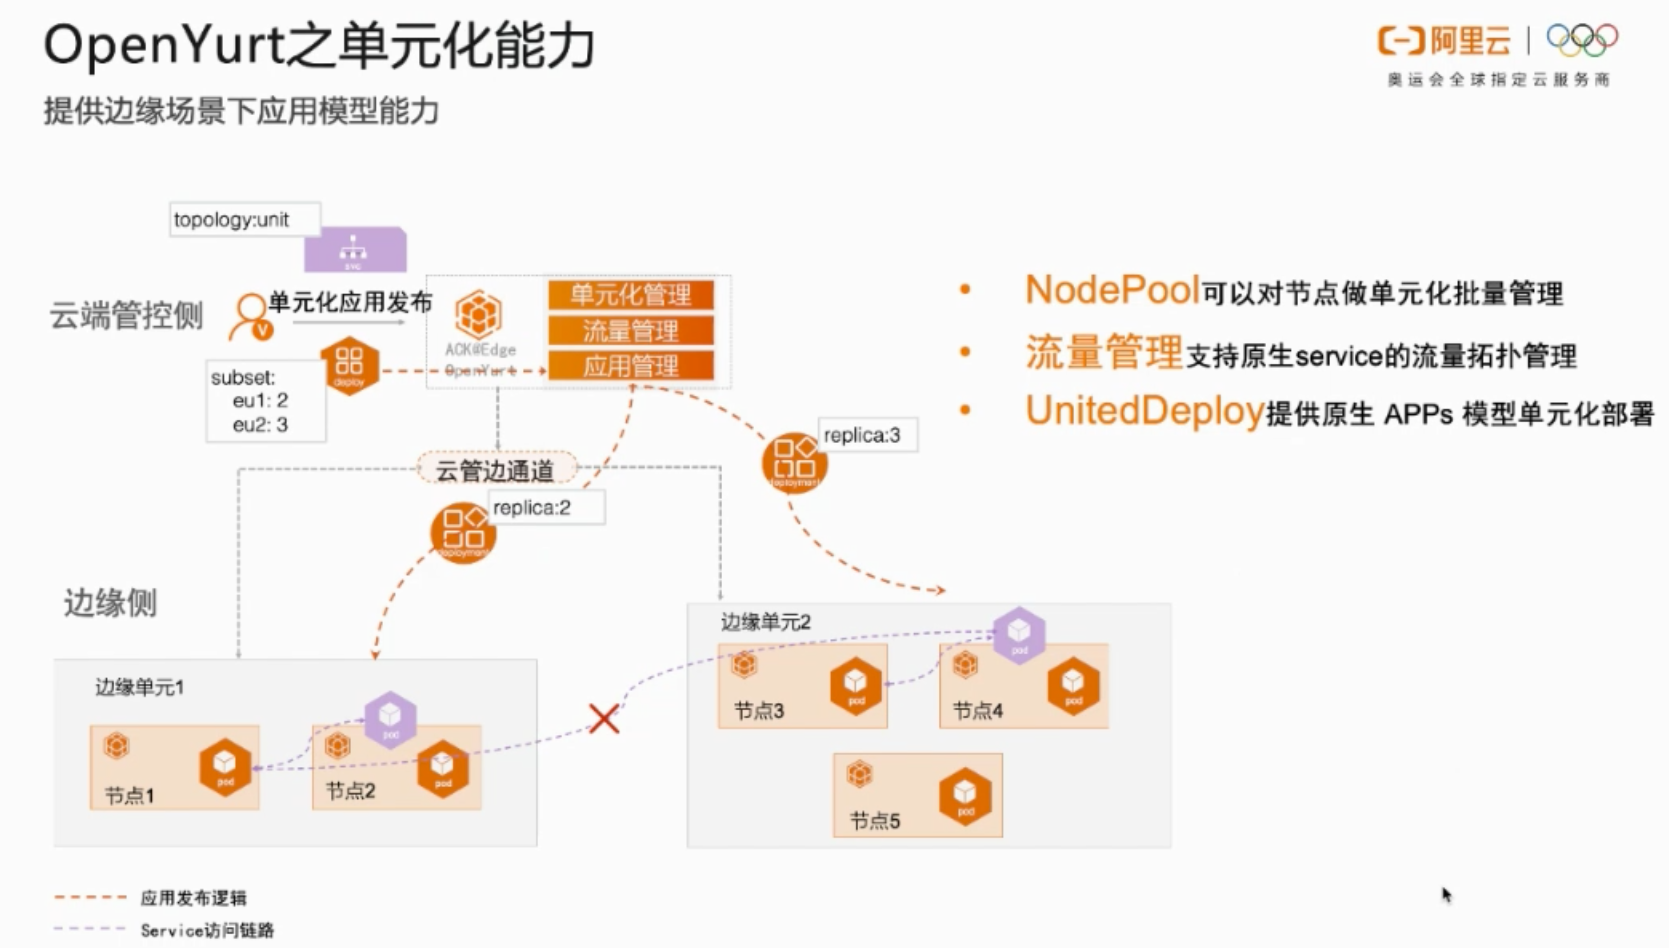 OpenYurt之单元化能力
提供边缘场景下应用模型能力
阿里云
奥运会全球指定云服务商
topology:unit
svc
云端管控侧
V
单元化应用发布
deploy
subset:
eu1: 2
eu2: 3
ACK@Edge
OpenYurt
单元化管理
流量管理
应用管理
NodePool可以对节点做单元化批量管理
流量管理支持原生service的流量拓扑管理
UnitedDeploy提供原生 APPs 模型单元化部署
云管边通道
replica:2
deployment
replica:3
deployment
边缘侧
边缘单元1
节点1
pod
节点2
pod
pod
边缘单元2
节点3
pod
节点4
pod
pod
节点5
pod
应用发布逻辑
Service访问链路